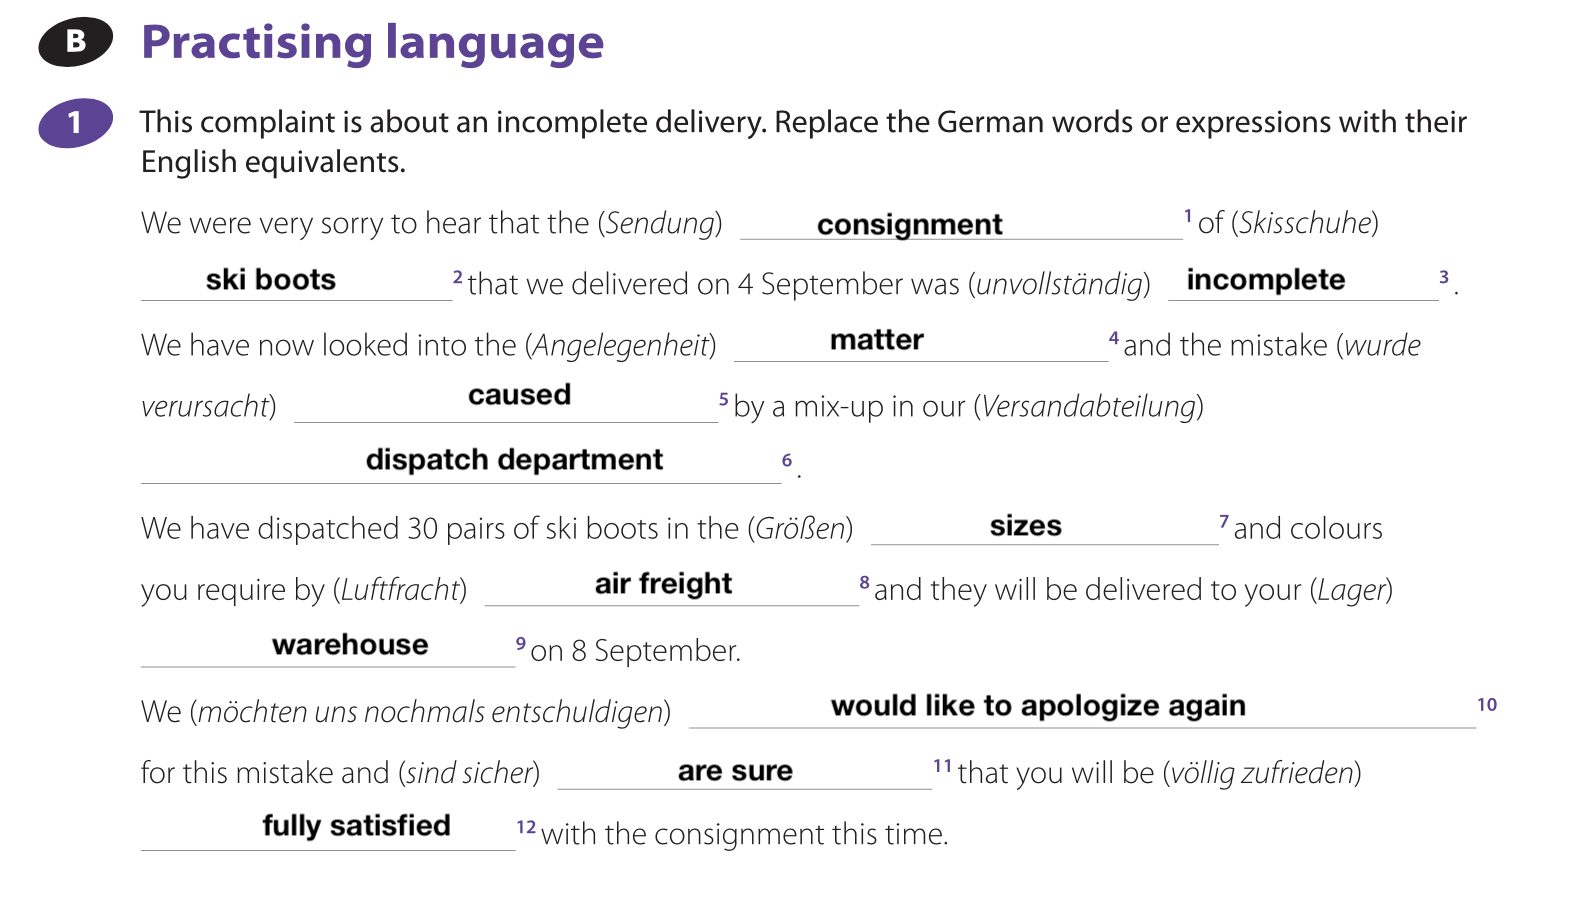 B Practising language
1 This complaint is about an incomplete delivery. Replace the German words or expressions with their
English equivalents.
We were very sorry to hear that the (Sendung) consignment 1 of (Skisschuhe)
ski boots 2 that we delivered on 4 September was (unvollständig) incomplete 3 .
We have now looked into the (Angelegenheit) matter 4 and the mistake (wurde
verursacht) caused 5 by a mix-up in our (Versandabteilung)
dispatch department 6 .
We have dispatched 30 pairs of ski boots in the (Größen) sizes 7 and colours
you require by (Luftfracht) air freight 8 and they will be delivered to your (Lager)
warehouse 9 on 8 September.
We (möchten uns nochmals entschuldigen) would like to apologize again 10
for this mistake and (sind sicher) are sure 11 that you will be (völlig zufrieden)
fully satisfied 12 with the consignment this time.